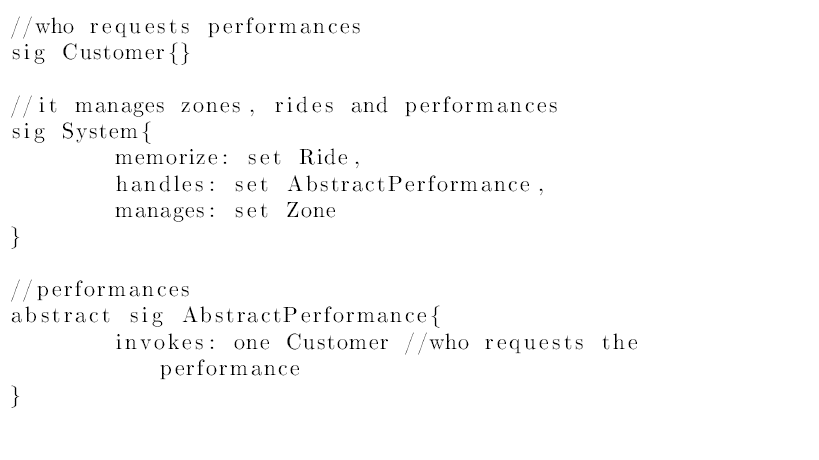 //who requests performances
sig Customer{}
//it manages zones, rides and performances
sig System{
memorize: set Ride,
handles: set AbstractPerformance,
manages: set Zone
}
//performances
abstract sig AbstractPerformance{
invokes: one Customer //who requests the
performance
}